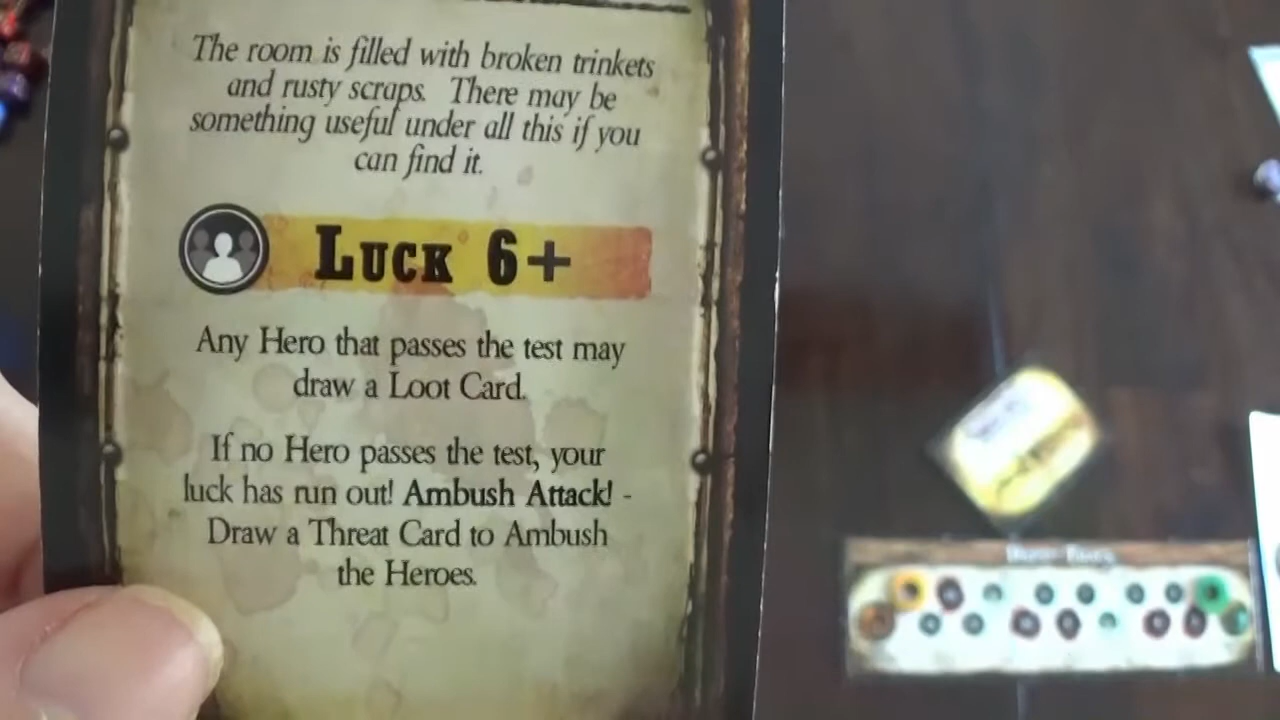 The room is filled with broken trinkets
and rusty scraps. There may be
something useful under all this if you
can find it.
LUCK 6+
Any Hero that passes the test may
draw a Loot Card.
If no Hero passes the test, your
luck has run out! Ambush Attack! -
Draw a Threat Card to Ambush
the Heroes.